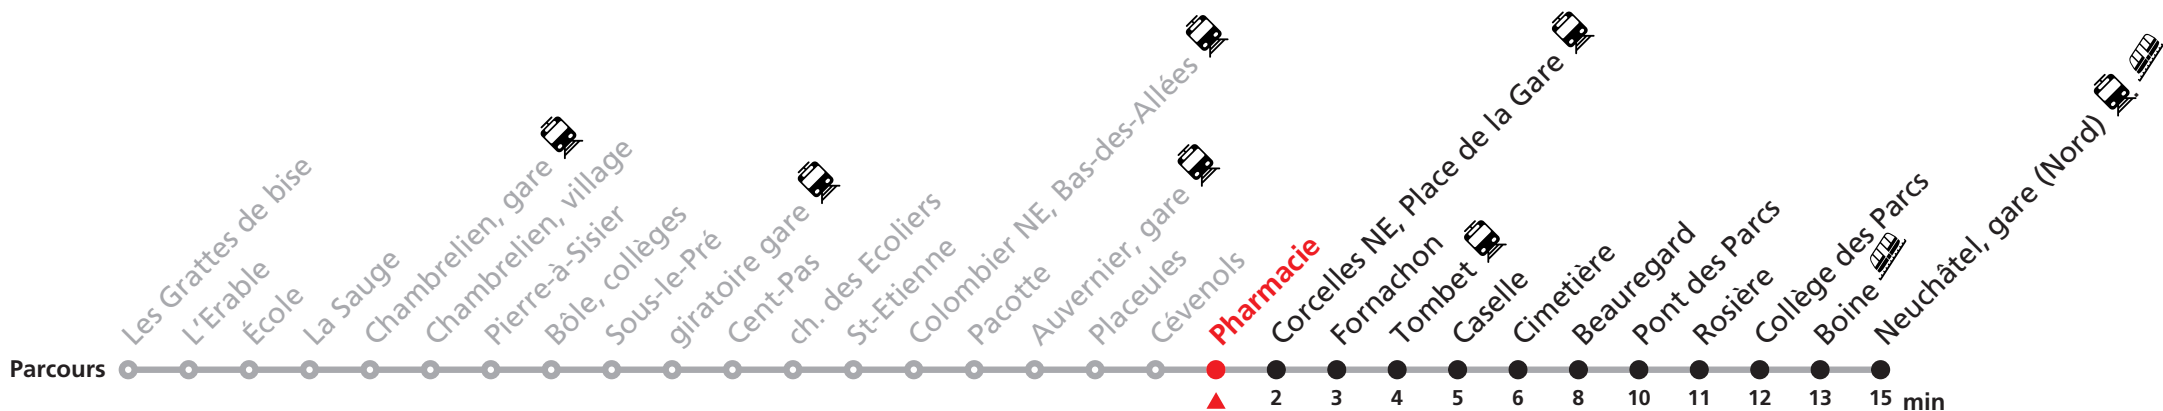 Les Grattes de bise
L'Erable
École
La Sauge
Chambrelien, gare
Chambrelien, village
Pierre-à-Sisier
Bôle, collèges
Sous-le-Pré
giratoire gare
Cent-Pas
ch. des Ecoliers
St-Etienne
Colombier NE, Bas-des-Allées
Pacotte
Auvernier, gare
Placeules
Cévenols
Pharmacie
Corcelles NE, Place de la Gare
Fornachon
Tombet
Caselle
Cimetière
Beauregard
Pont des Parcs
Rosière
Collège des Parcs
Boine
Neuchâtel, gare (Nord)
Parcours
2 3 4 5 6 8 10 11 12 13 15 min